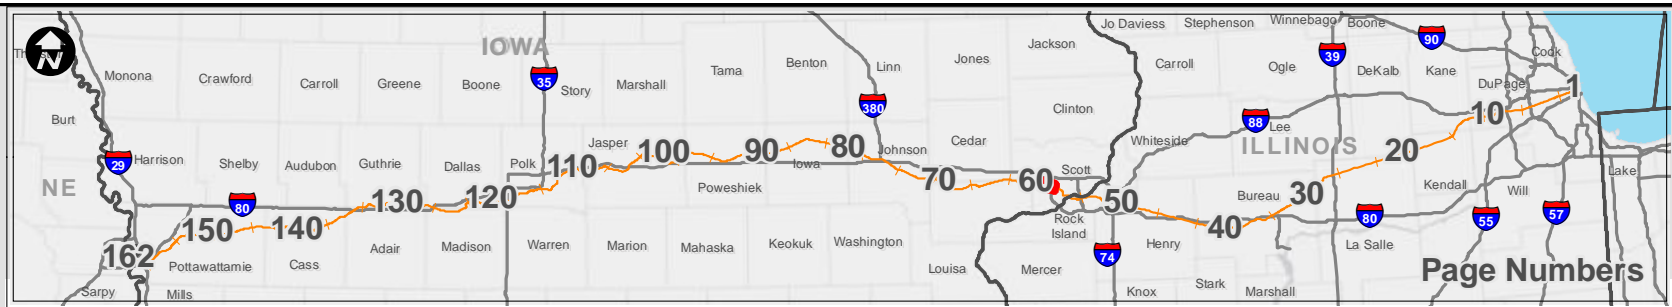 Jo Daviess Stephenson Winnebago Boone
IOWA
Jackson
90
Th
N
39
Cook
Monona Crawford Carroll Greene Boone 35 Story Marshall Tama Benton Linn Jones Carroll Ogle DeKalb Kane
DuPage 1
380 Clinton
10
Burt
88 Lee
Whiteside ILLINOIS
Jasper 100 90 80 Johnson Cedar 20
29 Harrison Shelby Audubon Guthrie Dallas Polk 110 Iowa Scott Lake
NE
70 60
Poweshiek
Kendall Will
80 130 120 50 Bureau 30
80 55 57
150 140
Rock
Island
40
162 Adair Madison Warren Marion Mahaska Keokuk Washington Henry La Salle
74
Pottawattamie Cass Louisa Mercer
Page Numbers
Stark
Sarpy Mills Knox Marshall